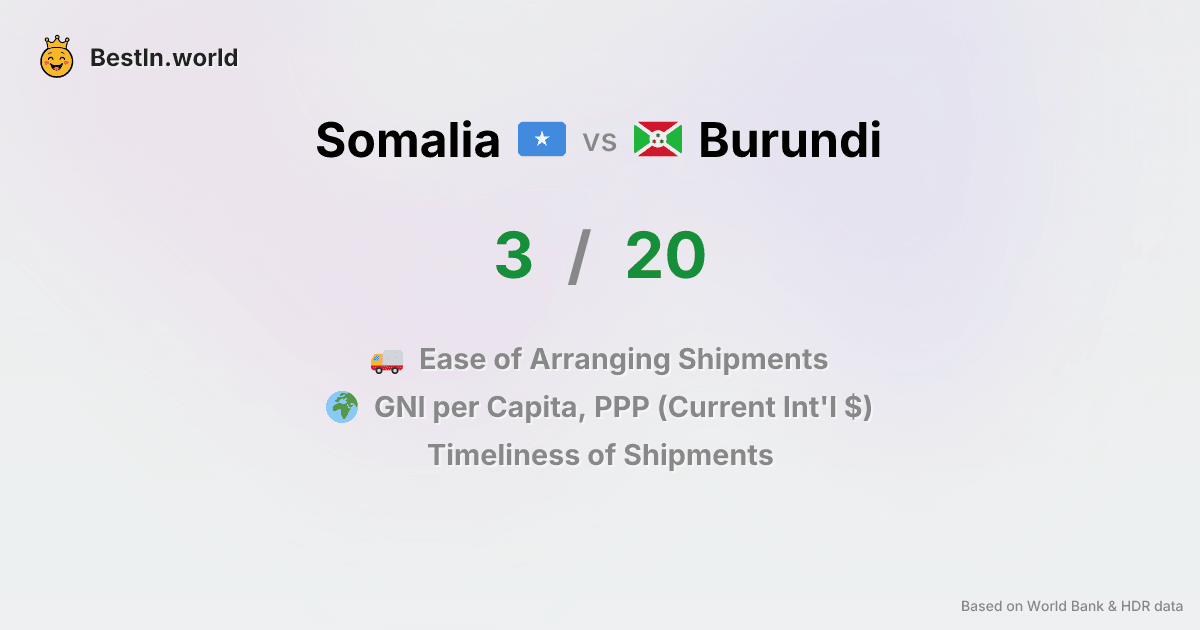 BestIn.world
Somalia vs Burundi
3 / 20
Ease of Arranging Shipments
GNI per Capita, PPP (Current Int'l $)
Timeliness of Shipments
Based on World Bank & HDR data